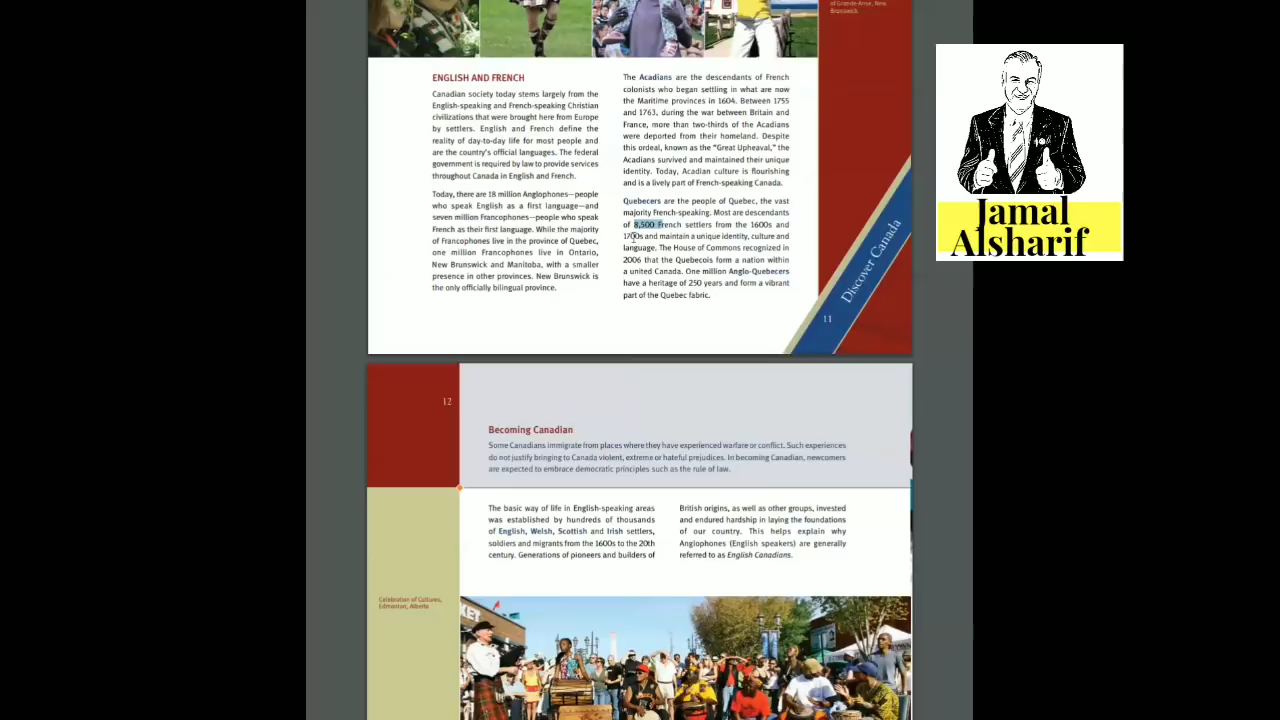 of Grande-Anse, New
Brunswick
ENGLISH AND FRENCH
Canadian society today stems largely from the
English-speaking and French-speaking Christian
civilizations that were brought here from Europe
by settlers. English and French define the
reality of day-to-day life for most people and
are the country's official languages. The federal
government is required by law to provide services
throughout Canada in English and French.
Today, there are 18 million Anglophones—people
who speak English as a first language—and
seven million Francophones—people who speak
French as their first language. While the majority
of Francophones live in the province of Quebec,
one million Francophones live in Ontario,
New Brunswick and Manitoba, with a smaller
presence in other provinces. New Brunswick is
the only officially bilingual province.
The Acadians are the descendants of French
colonists who began settling in what are now
the Maritime provinces in 1604. Between 1755
and 1763, during the war between Britain and
France, more than two-thirds of the Acadians
were deported from their homeland. Despite
this ordeal, known as the “Great Upheaval,” the
Acadians survived and maintained their unique
identity. Today, Acadian culture is flourishing
and is a lively part of French-speaking Canada.
Quebecers are the people of Quebec, the vast
majority French-speaking. Most are descendants
of 8,500 French settlers from the 1600s and
1700s and maintain a unique identity, culture and
language. The House of Commons recognized in
2006 that the Quebecois form a nation within
a united Canada. One million Anglo-Quebecers
have a heritage of 250 years and form a vibrant
part of the Quebec fabric.
Discover Canada
11
Jamal
Alsharif
12
Becoming Canadian
Some Canadians immigrate from places where they have experienced warfare or conflict. Such experiences
do not justify bringing to Canada violent, extreme or hateful prejudices. In becoming Canadian, newcomers
are expected to embrace democratic principles such as the rule of law.
The basic way of life in English-speaking areas
was established by hundreds of thousands
of English, Welsh, Scottish and Irish settlers,
soldiers and migrants from the 1600s to the 20th
century. Generations of pioneers and builders of
British origins, as well as other groups, invested
and endured hardship in laying the foundations
of our country. This helps explain why
Anglophones (English speakers) are generally
referred to as English Canadians.
Celebration of Cultures,
Edmonton, Alberta